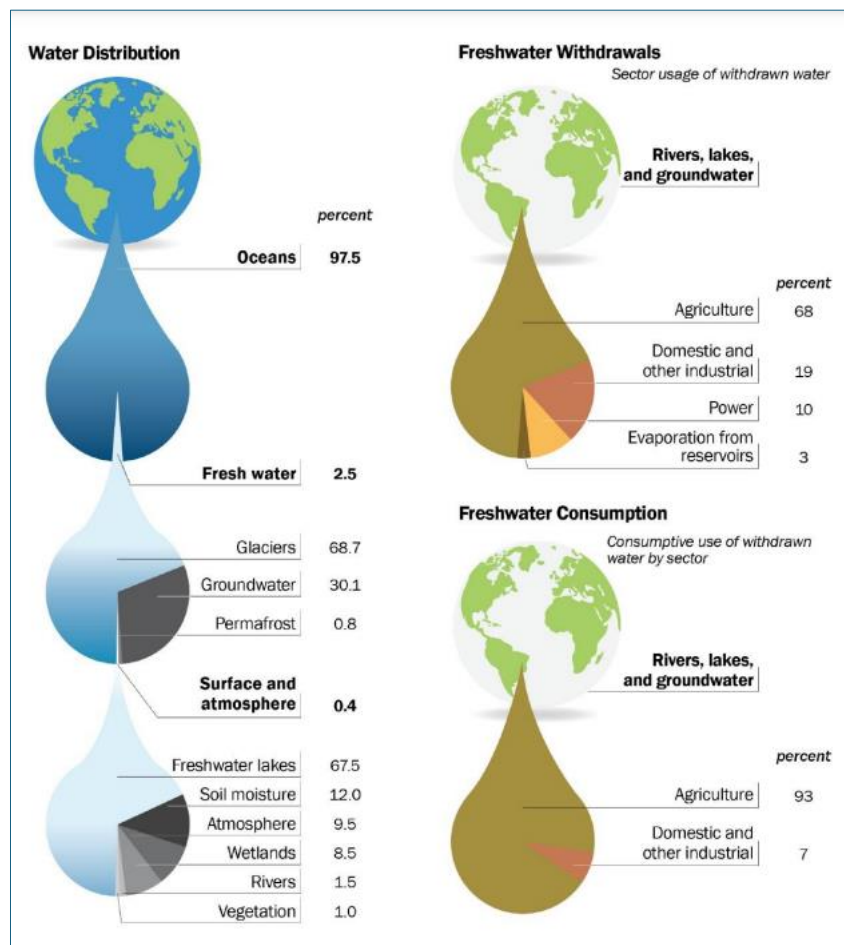 Water Distribution
percent
Oceans 97.5
Fresh water 2.5
Glaciers 68.7
Groundwater 30.1
Permafrost 0.8
Surface and
atmosphere 0.4
Freshwater lakes 67.5
Soil moisture 12.0
Atmosphere 9.5
Wetlands 8.5
Rivers 1.5
Vegetation 1.0
Freshwater Withdrawals
Sector usage of withdrawn water
Rivers, lakes,
and groundwater
percent
Agriculture 68
Domestic and
other industrial 19
Power 10
Evaporation from
reservoirs 3
Freshwater Consumption
Consumptive use of withdrawn
water by sector
Rivers, lakes,
and groundwater
percent
Agriculture 93
Domestic and
other industrial 7